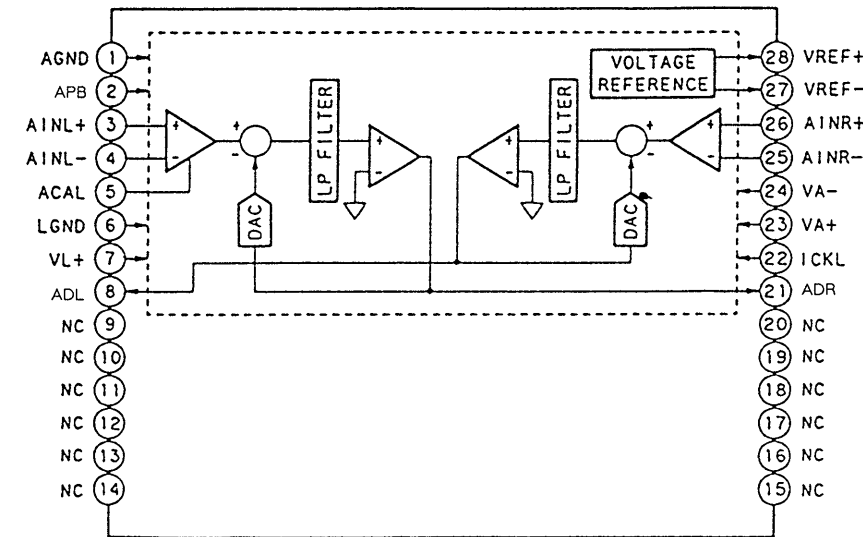 AGND 1
APB 2
AINL+ 3
AINL- 4
ACAL 5
LGND 6
VL+ 7
ADL 8
NC 9
NC 10
NC 11
NC 12
NC 13
NC 14
+
-
+
-
DAC
LP FILTER
+
-
VOLTAGE
REFERENCE
LP FILTER
+
-
+
-
DAC
+
-
28 VREF+
27 VREF-
26 AINR+
25 AINR-
24 VA-
23 VA+
22 ICKL
21 ADR
20 NC
19 NC
18 NC
17 NC
16 NC
15 NC